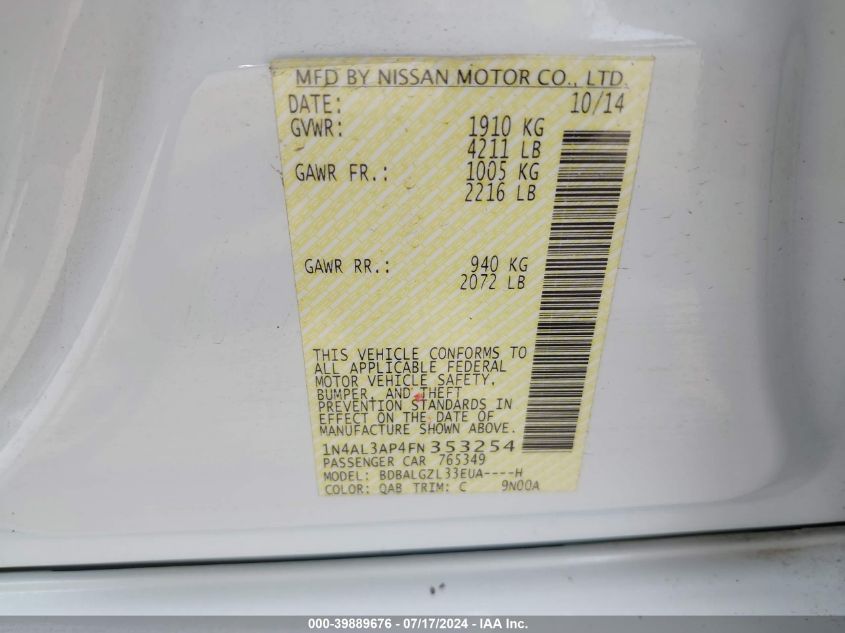 MFD BY NISSAN MOTOR CO., LTD.
DATE: 10/14
GVWR: 1910 KG
4211 LB
GAWR FR.: 1005 KG
2216 LB
GAWR RR.: 940 KG
2072 LB
THIS VEHICLE CONFORMS TO
ALL APPLICABLE FEDERAL
MOTOR VEHICLE SAFETY,
BUMPER, AND THEFT
PREVENTION STANDARDS IN
EFFECT ON THE DATE OF
MANUFACTURE SHOWN ABOVE.
1N4AL3AP4FN 353254
PASSENGER CAR 765349
MODEL: BDBALGZL33EUA----H
COLOR: QAB TRIM: C 9N00A
000-39889676 - 07/17/2024 - IAA Inc.